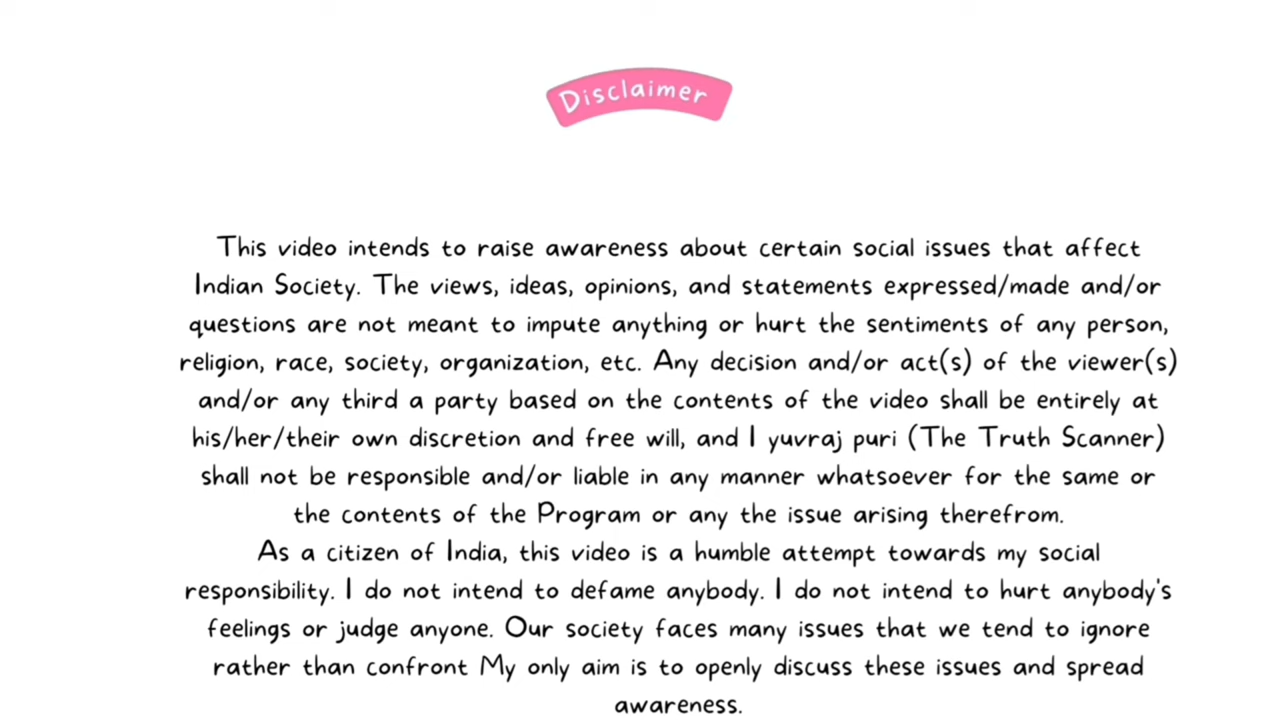 Disclaimer
This video intends to raise awareness about certain social issues that affect
Indian Society. The views, ideas, opinions, and statements expressed/made and/or
questions are not meant to impute anything or hurt the sentiments of any person,
religion, race, society, organization, etc. Any decision and/or act(s) of the viewer(s)
and/or any third a party based on the contents of the video shall be entirely at
his/her/their own discretion and free will, and I yuvraj puri (The Truth Scanner)
shall not be responsible and/or liable in any manner whatsoever for the same or
the contents of the Program or any the issue arising therefrom.
As a citizen of India, this video is a humble attempt towards my social
responsibility. I do not intend to defame anybody. I do not intend to hurt anybody's
feelings or judge anyone. Our society faces many issues that we tend to ignore
rather than confront My only aim is to openly discuss these issues and spread
awareness.